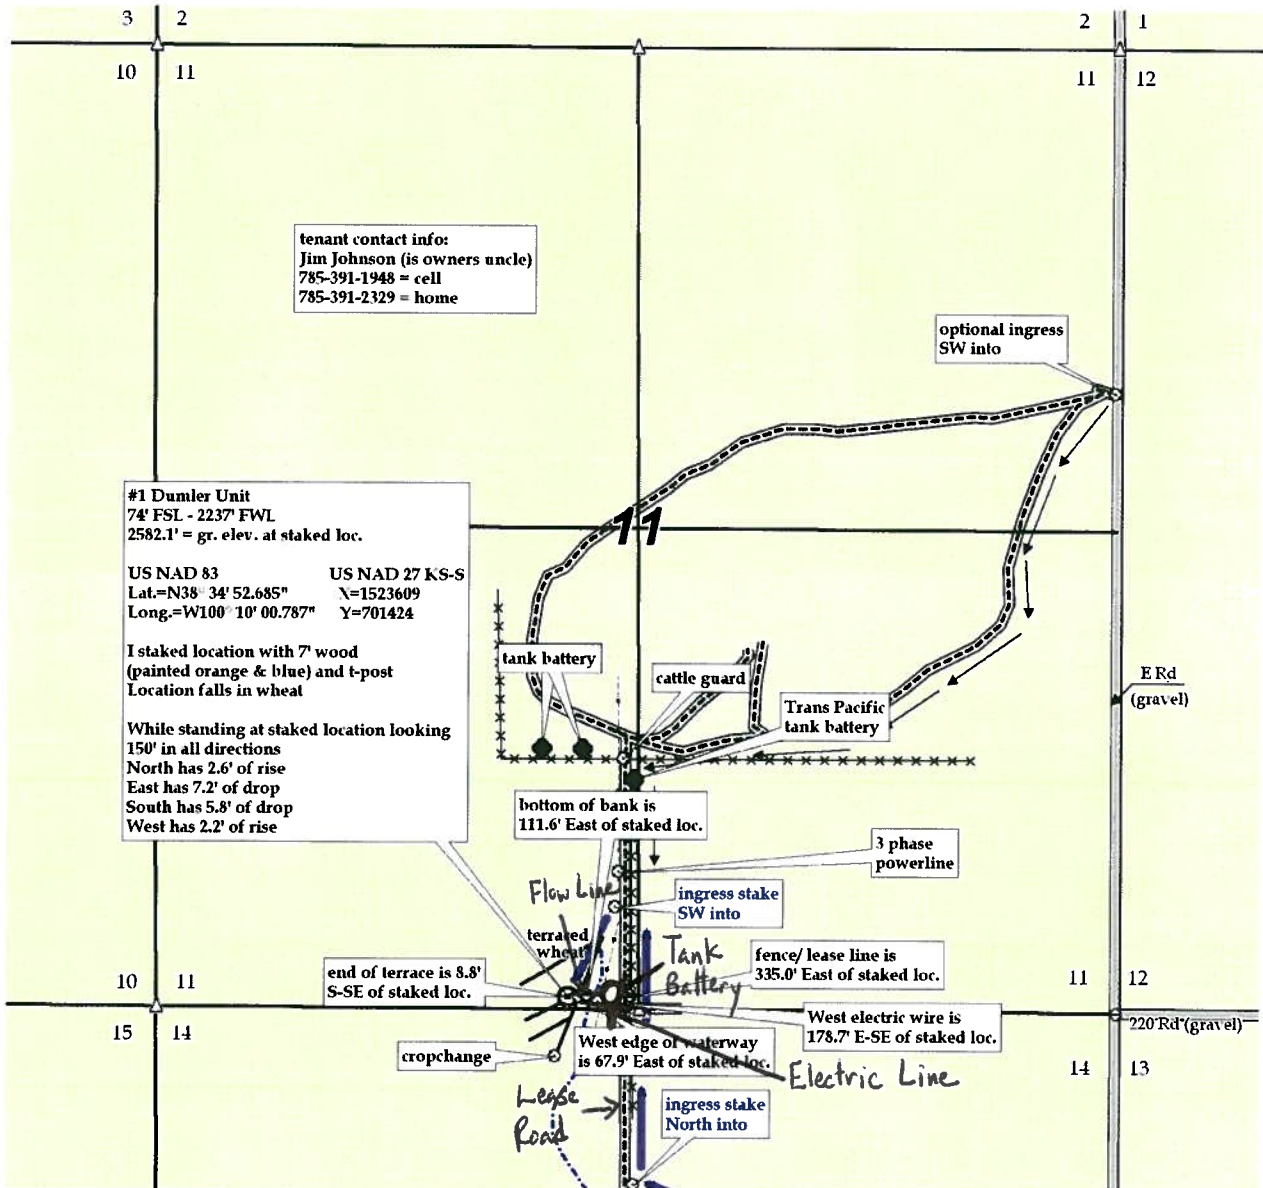 3 2
2 1
10 11
11 12
tenant contact info:
Jim Johnson (is owners uncle)
785-391-1948 = cell
785-391-2329 = home
optional ingress
SW into
#1 Dumler Unit
74' FSL - 2237' FWL
2582.1' = gr. elev. at staked loc.
US NAD 83 US NAD 27 KS-S
Lat.=N38° 34' 52.685" X=1523609
Long.=W100° 10' 00.787" Y=701424
I staked location with 7' wood
(painted orange & blue) and t-post
Location falls in wheat
While standing at staked location looking
150' in all directions
North has 2.6' of rise
East has 7.2' of drop
South has 5.8' of drop
West has 2.2' of rise
11
tank battery
cattle guard
E Rd
(gravel)
Trans Pacific
tank battery
bottom of bank is
111.6' East of staked loc.
3 phase
powerline
Flow Line
ingress stake
SW into
terraced
wheat
Tank
Battery
fence/ lease line is
335.0' East of staked loc.
end of terrace is 8.8'
S-SE of staked loc.
10 11
11 12
15 14
West electric wire is
178.7' E-SE of staked loc.
220 Rd (gravel)
cropchange
West edge of waterway
is 67.9' East of staked loc.
14 13
Electric Line
Lease
Road
ingress stake
North into